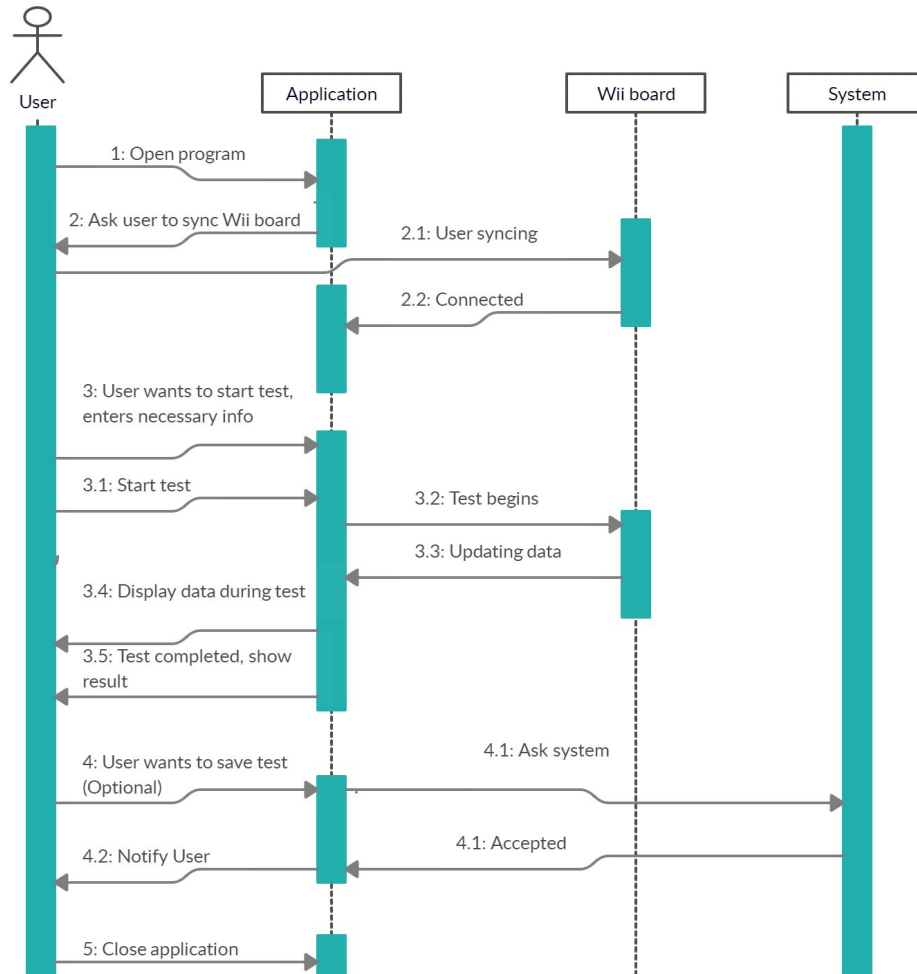 User
Application
Wii board
System
1: Open program
2: Ask user to sync Wii board
2.1: User syncing
2.2: Connected
3: User wants to start test,
enters necessary info
3.1: Start test
3.2: Test begins
3.3: Updating data
3.4: Display data during test
3.5: Test completed, show
result
4: User wants to save test
(Optional)
4.1: Ask system
4.1: Accepted
4.2: Notify User
5: Close application